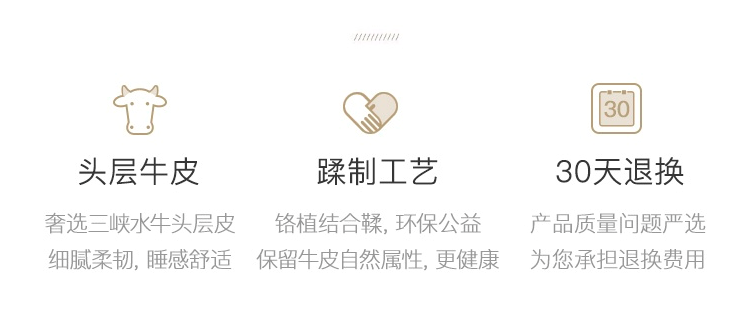 30
头层牛皮
奢选三峡水牛头层皮
细腻柔韧, 睡感舒适
蹂制工艺
铬植结合鞣, 环保公益
保留牛皮自然属性, 更健康
30天退换
产品质量问题严选
为您承担退换费用